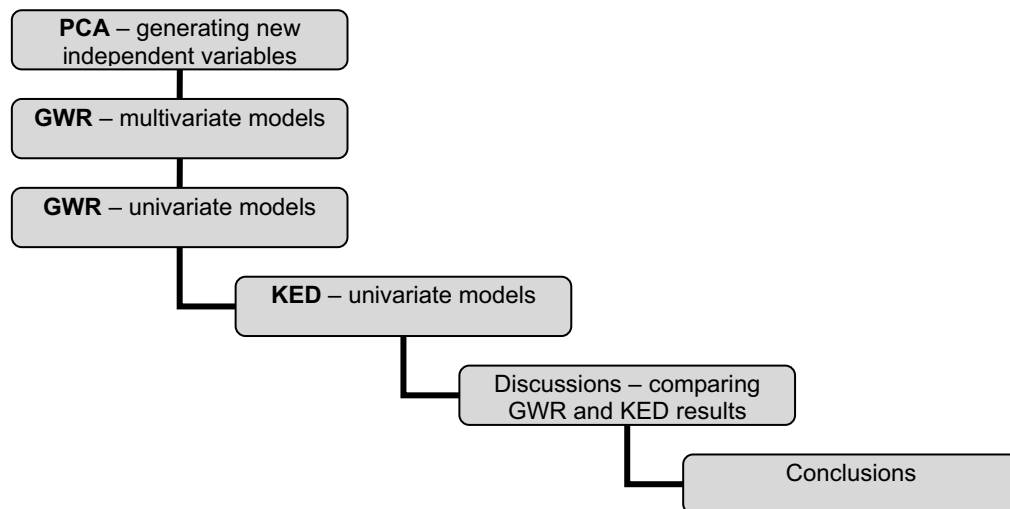 PCA – generating new
independent variables
GWR – multivariate models
GWR – univariate models
KED – univariate models
Discussions – comparing
GWR and KED results
Conclusions